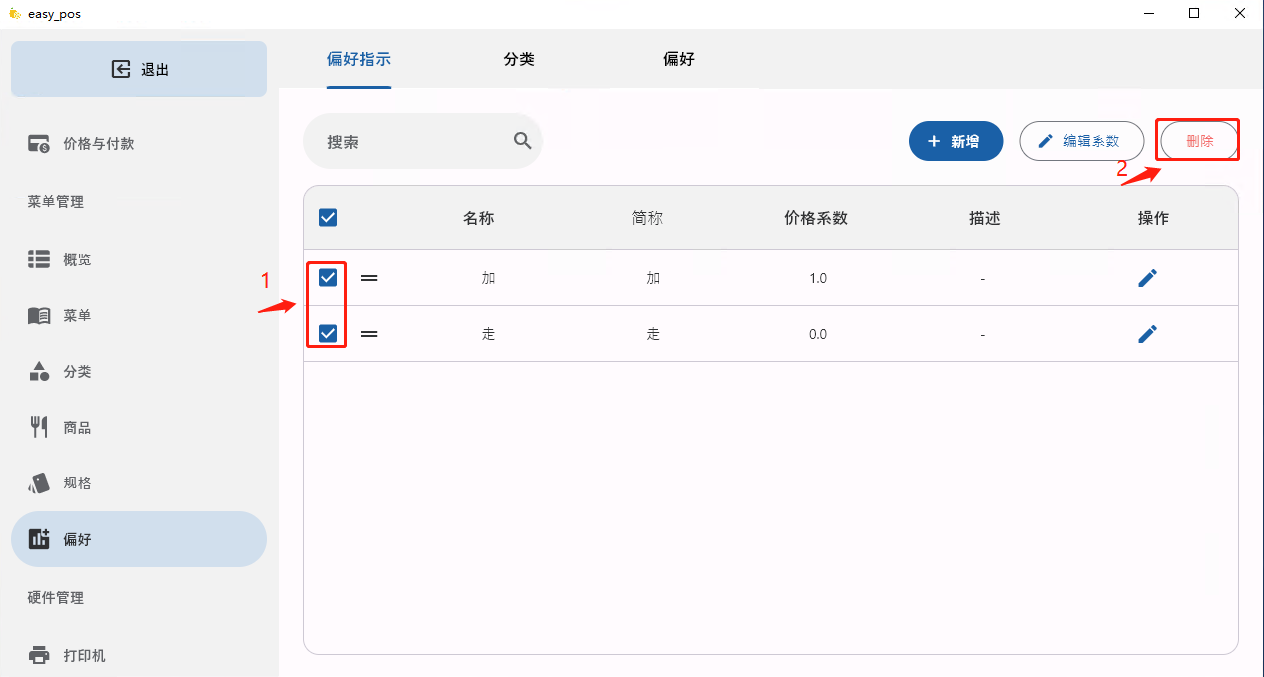 easy_pos
退出
偏好指示
分类
偏好
价格与付款
搜索
新增
编辑系数
删除
2
菜单管理
名称
简称
价格系数
描述
操作
概览
1
加
加
1.0
-
菜单
走
走
0.0
-
分类
商品
规格
偏好
硬件管理
打印机